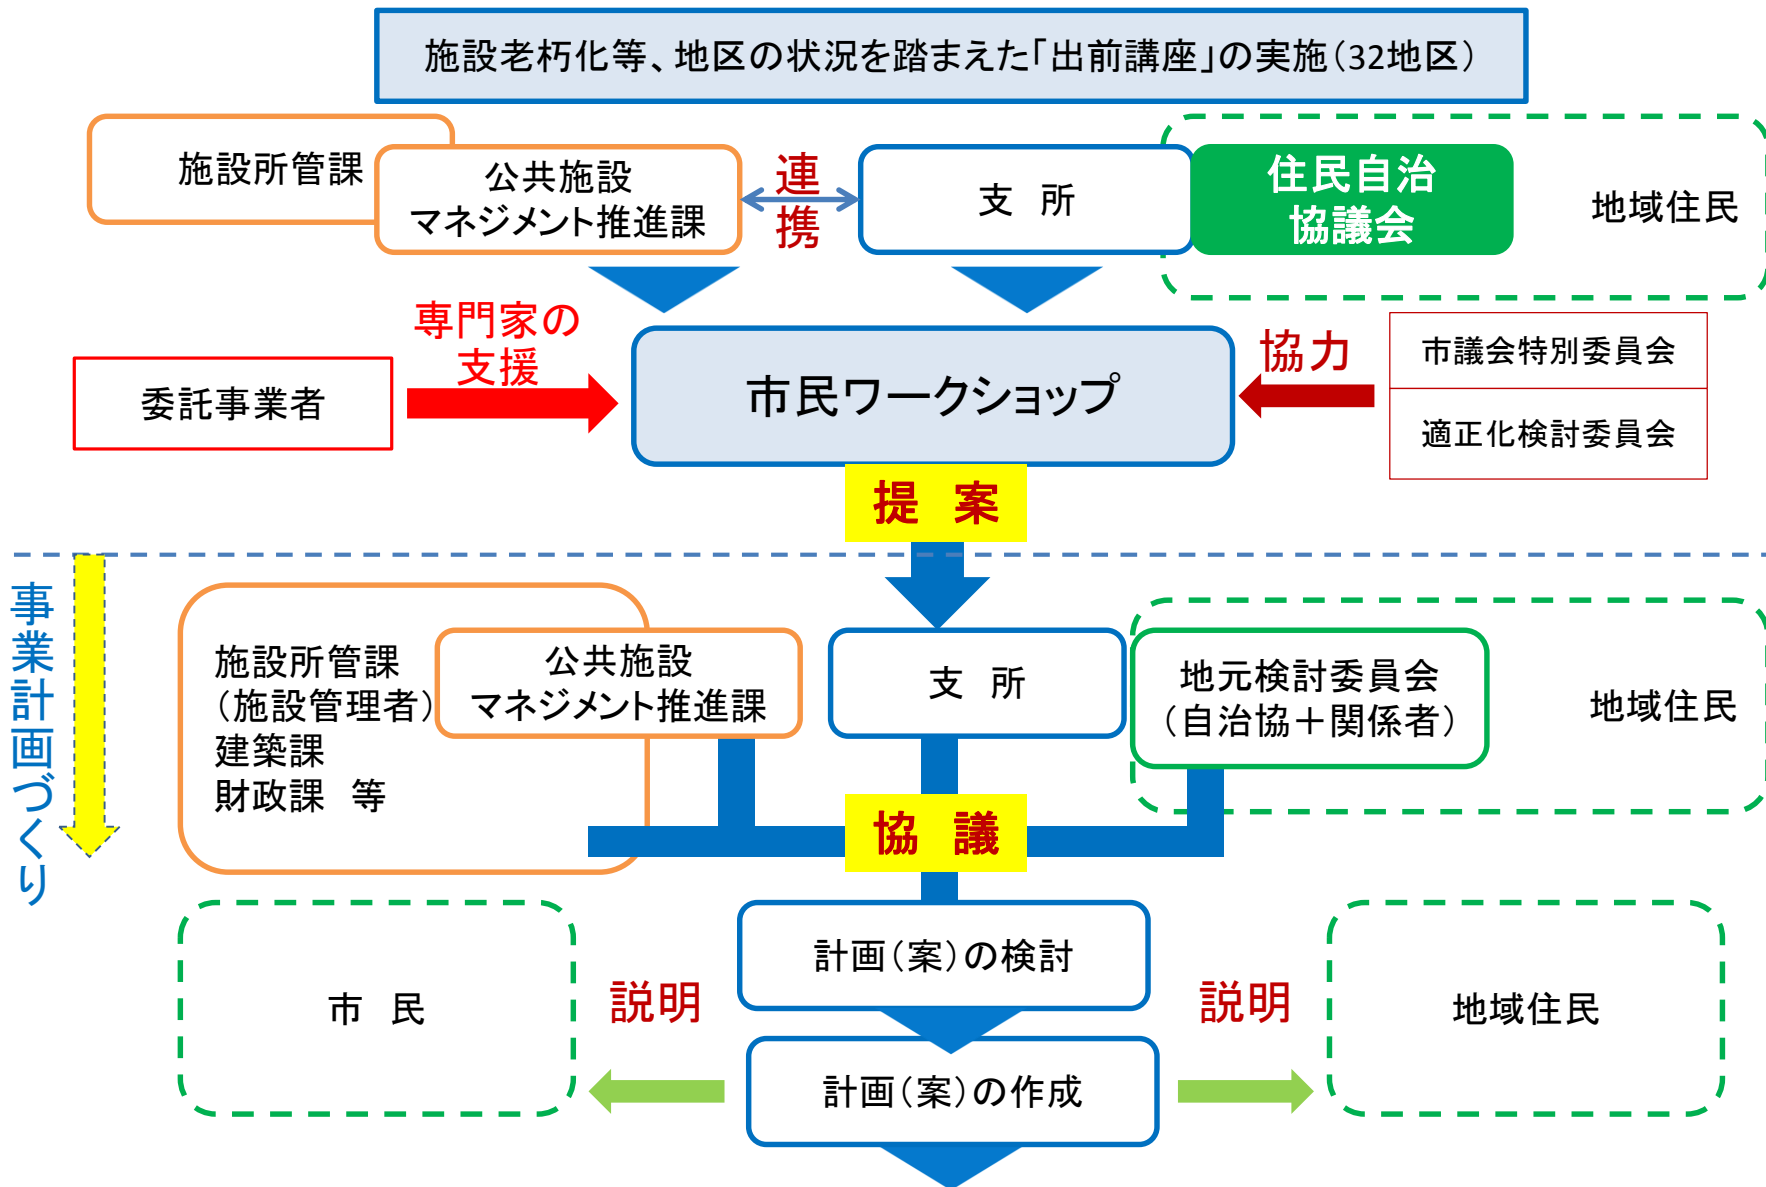 施設老朽化等、地区の状況を踏まえた「出前講座」の実施（32地区）
施設所管課
公共施設
マネジメント推進課
連
携
支　所
住民自治
協議会
地域住民
専門家の
支援
委託事業者
市民ワークショップ
協力
市議会特別委員会
適正化検討委員会
提　案
事業計画づくり
施設所管課
（施設管理者）
建築課
財政課　等
公共施設
マネジメント推進課
支　所
地元検討委員会
（自治協＋関係者）
地域住民
協　議
計画（案）の検討
市　民
説明
説明
地域住民
計画（案）の作成